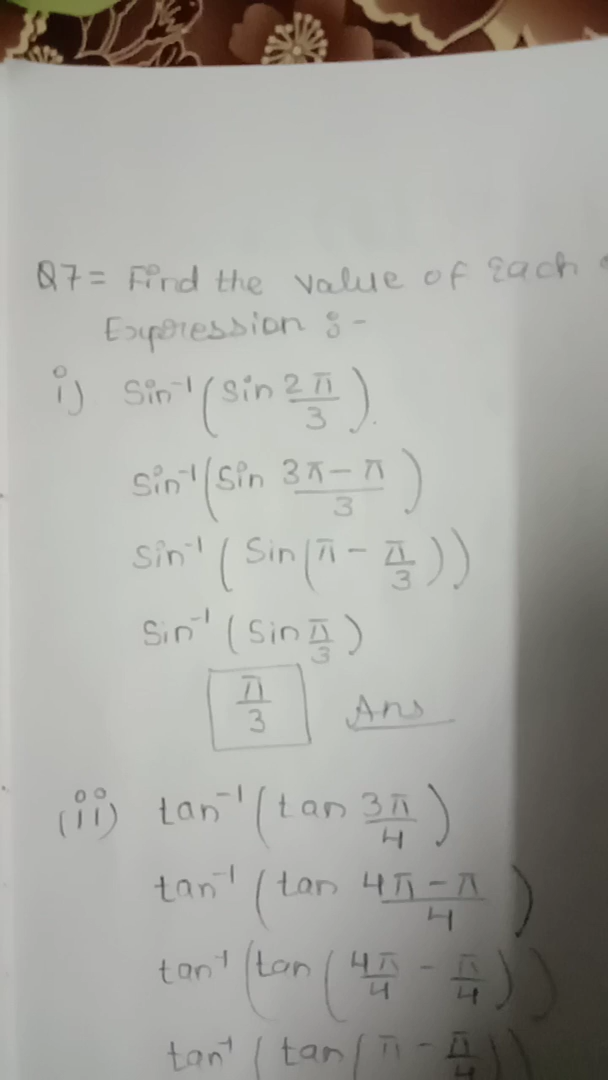 Q7= Find the value of Each
Expression :-
i) Sin⁻¹(sin 2π/3).
Sin⁻¹(Sin 3π-π/3)
Sin⁻¹(Sin(π-π/3))
Sin⁻¹(Sin π/3)
π/3 Ans
(ii) tan⁻¹(tan 3π/4)
tan⁻¹(tan 4π-π/4)
tan⁻¹(tan(4π/4-π/4))
tan⁻¹(tan(π-π/4))